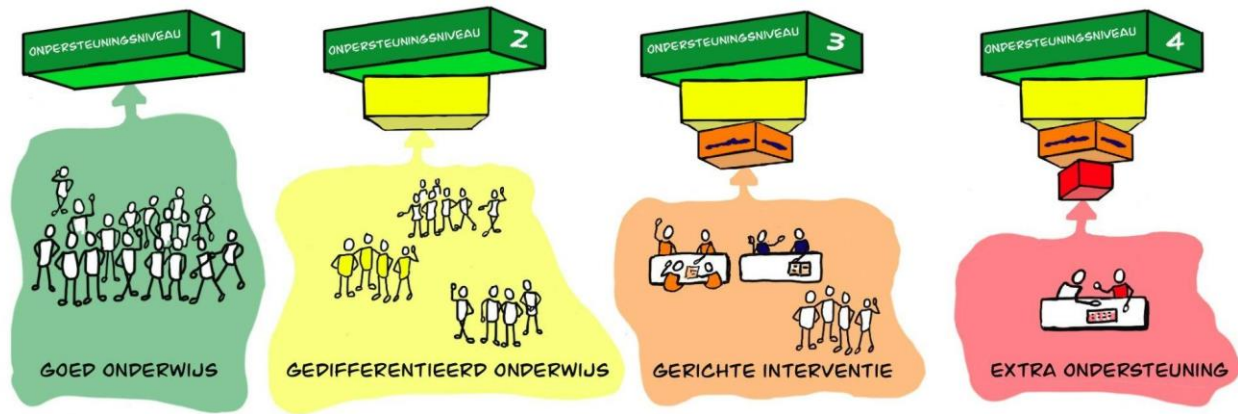 ONDERSTEUNINGSNIVEAU 1
ONDERSTEUNINGSNIVEAU 2
ONDERSTEUNINGSNIVEAU 3
ONDERSTEUNINGSNIVEAU 4
GOED ONDERWIJS
GEDIFFERENTIEERD ONDERWIJS
GERICHTE INTERVENTIE
EXTRA ONDERSTEUNING